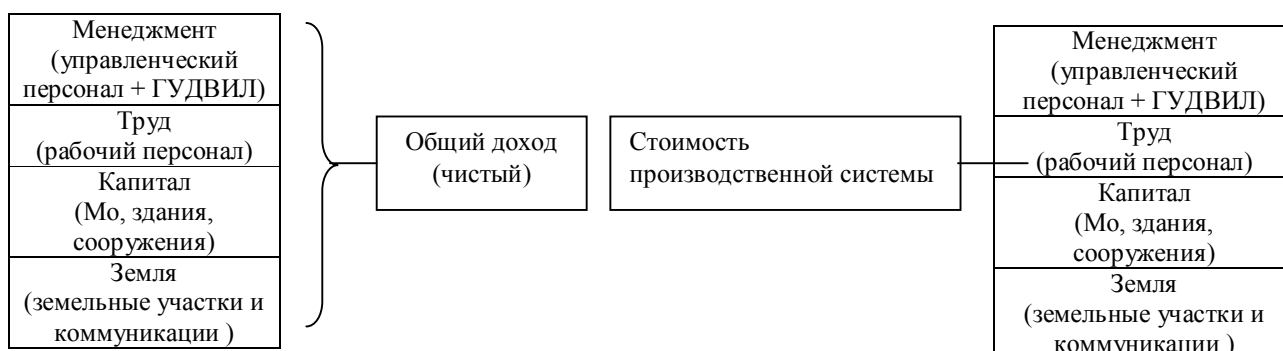 Менеджмент
(управленческий
персонал + ГУДВИЛ)
Труд
(рабочий персонал)
Капитал
(Мо, здания,
сооружения)
Земля
(земельные участки и
коммуникации )
Общий доход
(чистый)
Стоимость
производственной системы
Менеджмент
(управленческий
персонал + ГУДВИЛ)
Труд
(рабочий персонал)
Капитал
(Мо, здания,
сооружения)
Земля
(земельные участки и
коммуникации )